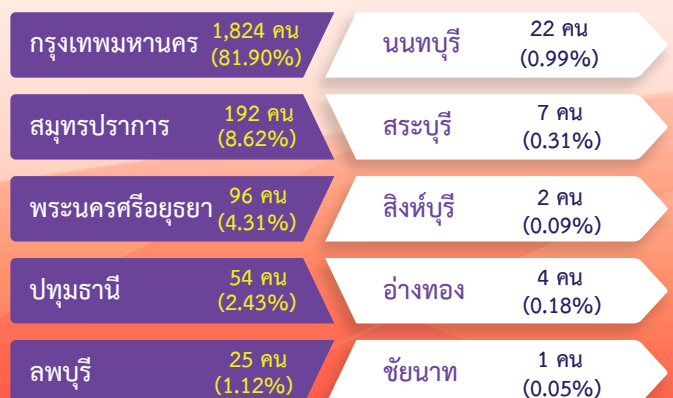 กรุงเทพมหานคร 1,824 คน (81.90%)
นนทบุรี 22 คน (0.99%)
สมุทรปราการ 192 คน (8.62%)
สระบุรี 7 คน (0.31%)
พระนครศรีอยุธยา 96 คน (4.31%)
สิงห์บุรี 2 คน (0.09%)
ปทุมธานี 54 คน (2.43%)
อ่างทอง 4 คน (0.18%)
ลพบุรี 25 คน (1.12%)
ชัยนาท 1 คน (0.05%)